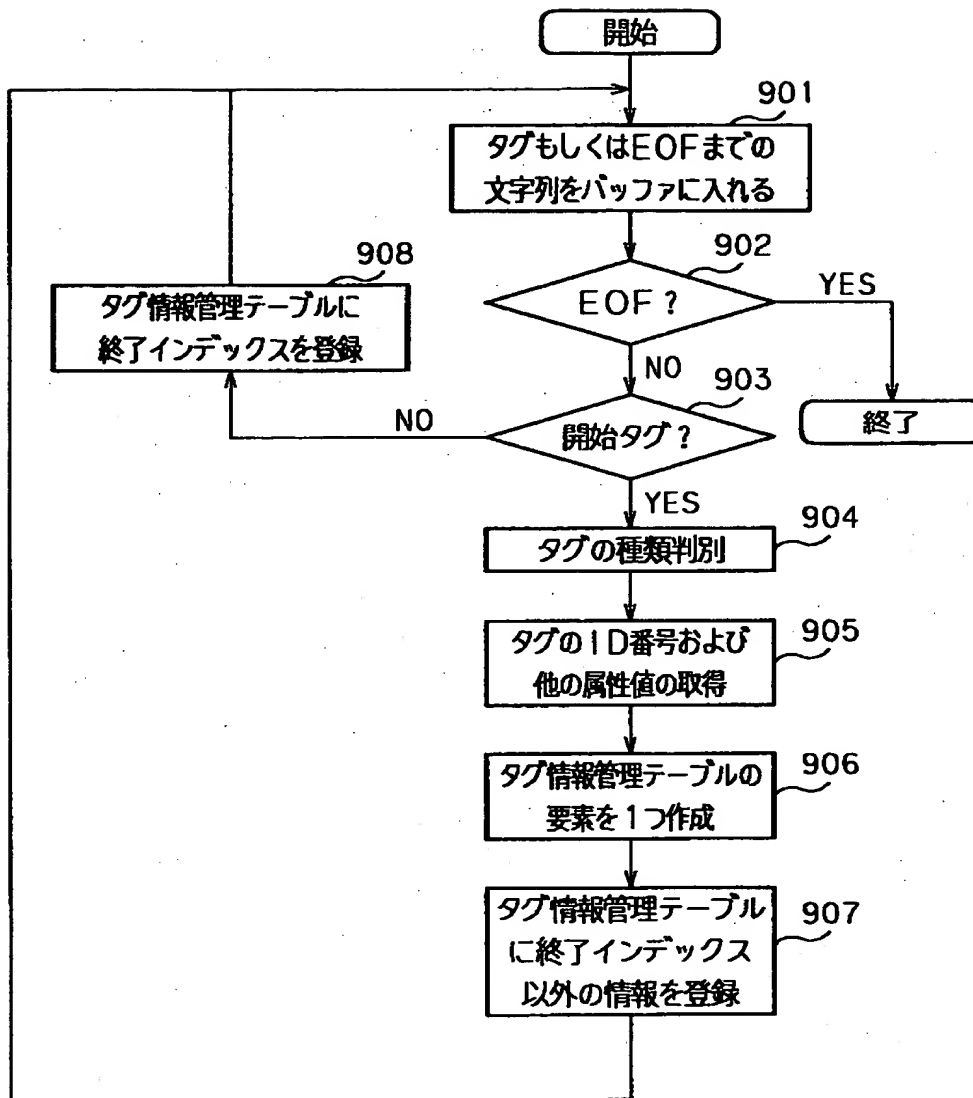 開始
901
タグもしくはEOFまでの
文字列をバッファに入れる
902
EOF?
YES
NO
908
タグ情報管理テーブルに
終了インデックスを登録
903
開始タグ?
NO
終了
YES
904
タグの種類判別
905
タグのID番号および
他の属性値の取得
906
タグ情報管理テーブルの
要素を1つ作成
907
タグ情報管理テーブル
に終了インデックス
以外の情報を登録